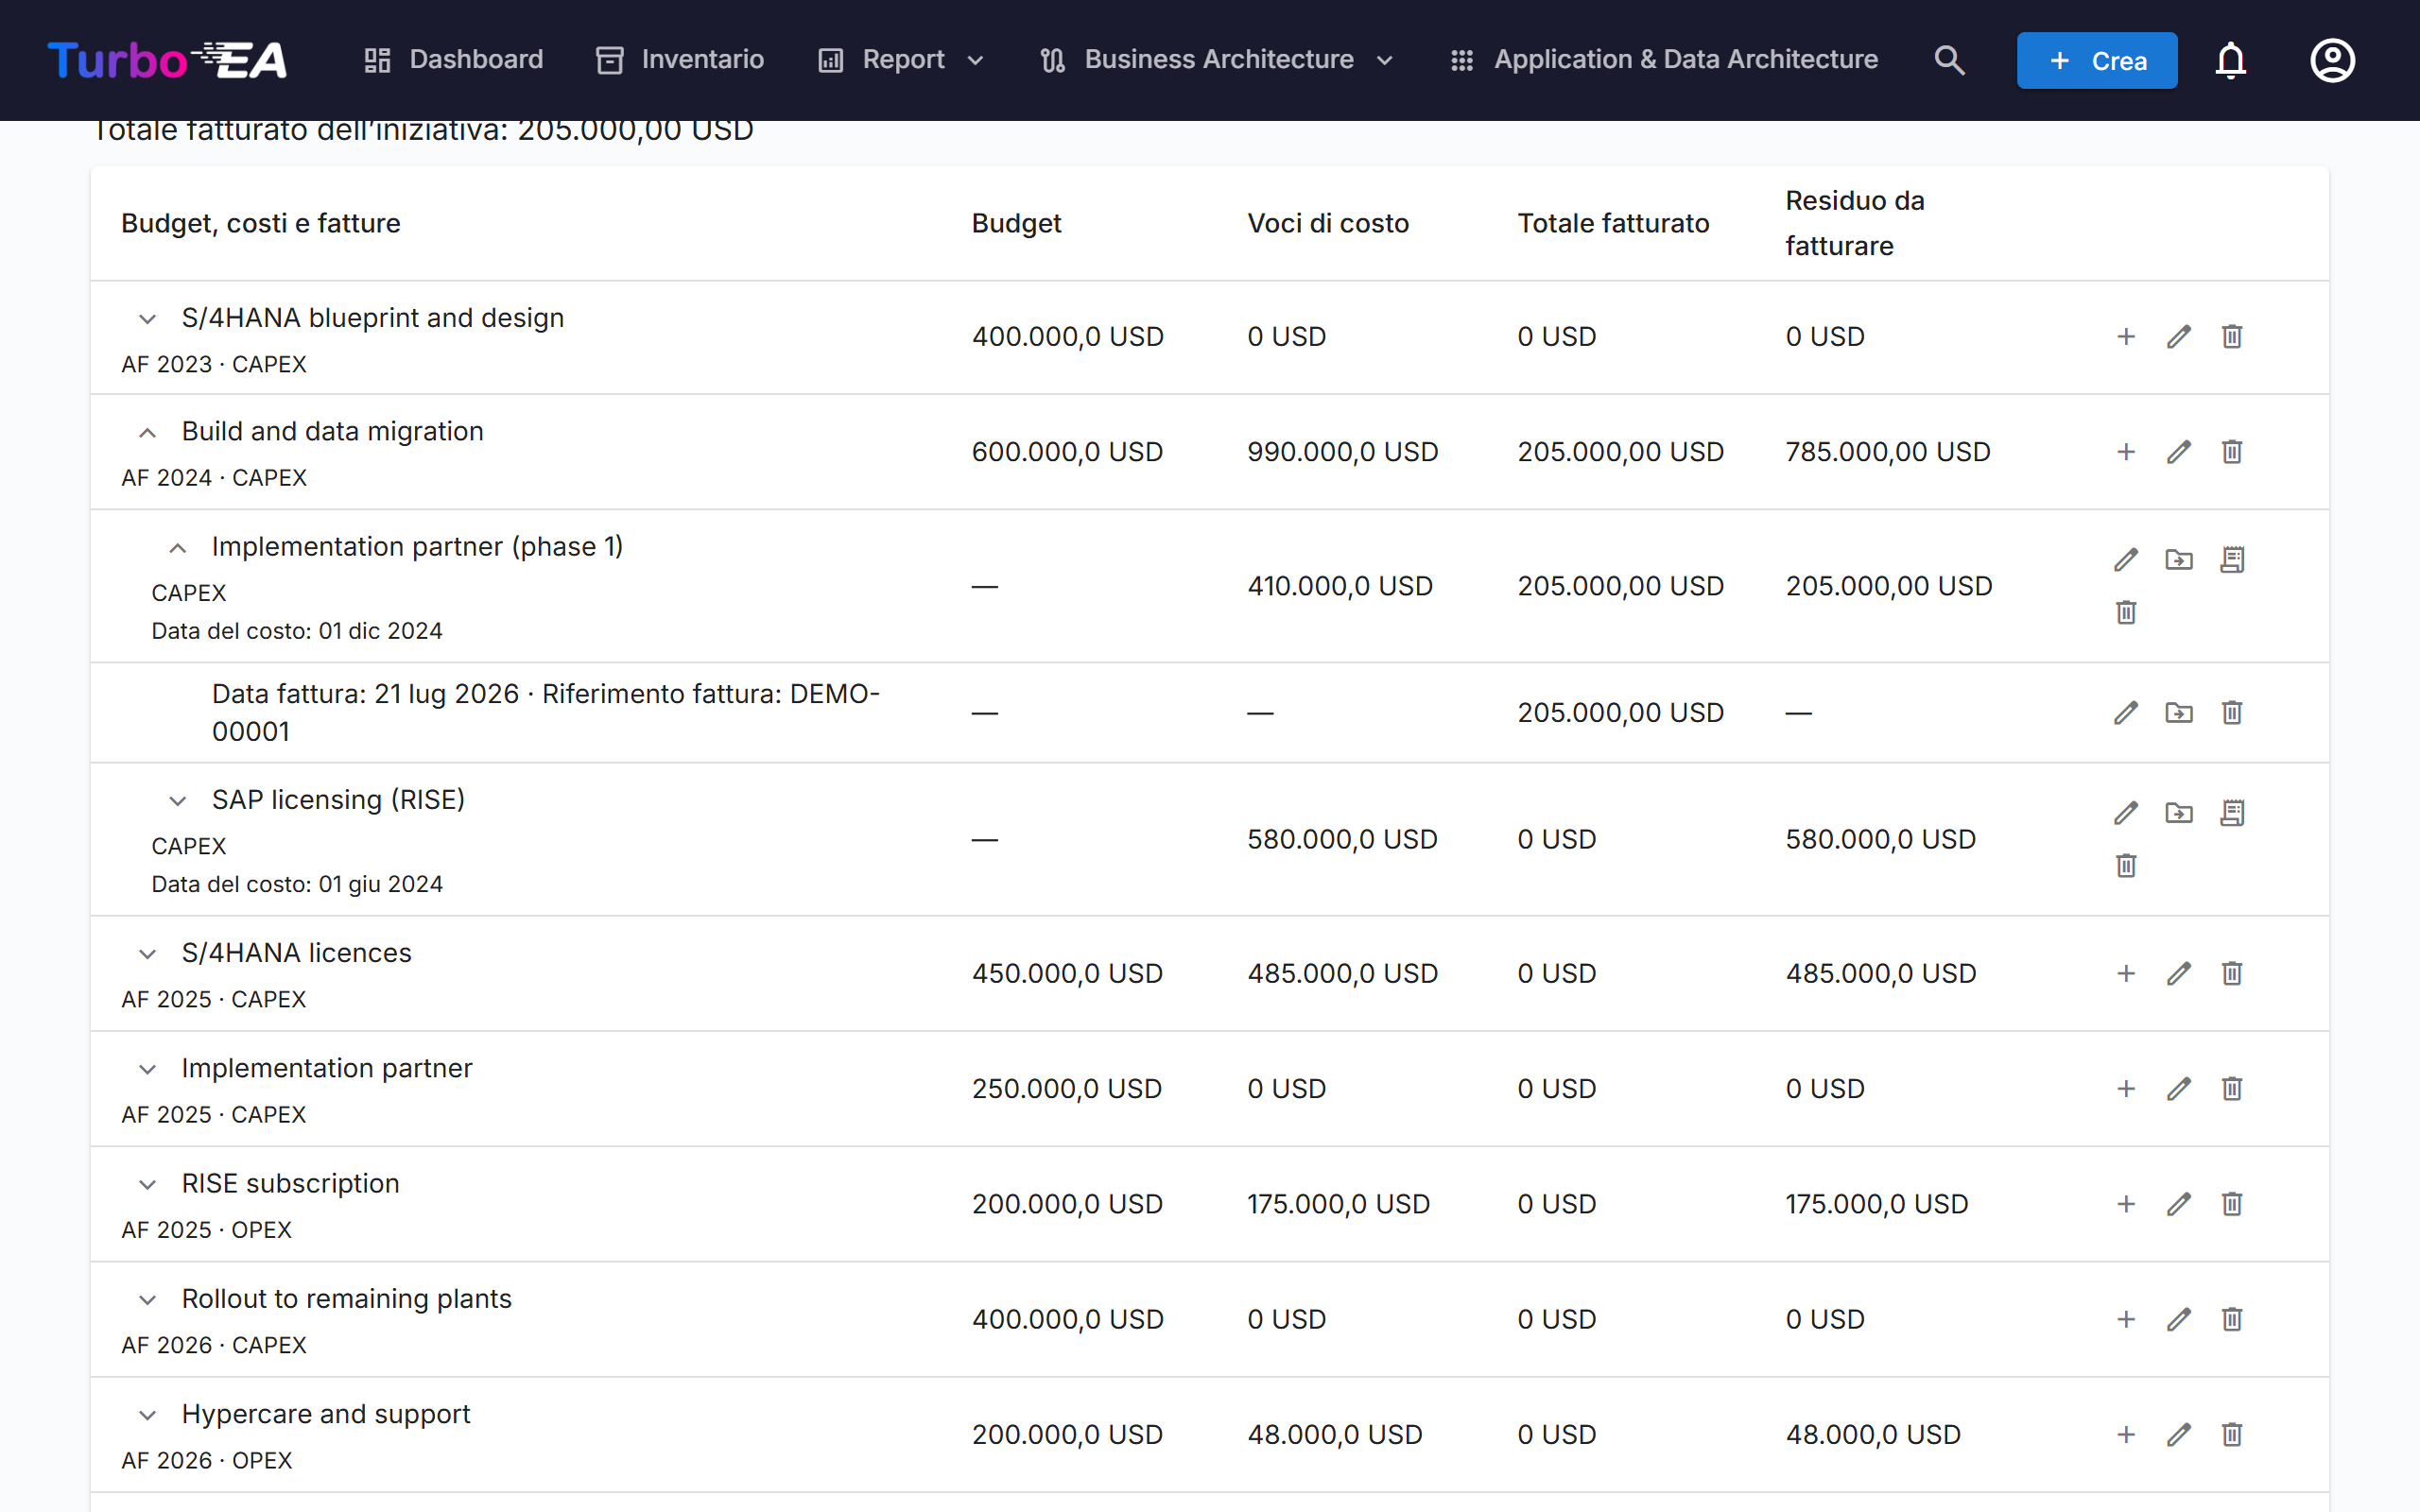 Turbo EA
Dashboard
Inventario
Report
Business Architecture
Application & Data Architecture
+ Crea
Totale fatturato dell'iniziativa: 205.000,00 USD
Budget, costi e fatture
Budget
Voci di costo
Totale fatturato
Residuo da
fatturare
S/4HANA blueprint and design
AF 2023 · CAPEX
400.000,0 USD
0 USD
0 USD
0 USD
Build and data migration
AF 2024 · CAPEX
600.000,0 USD
990.000,0 USD
205.000,00 USD
785.000,00 USD
Implementation partner (phase 1)
CAPEX
Data del costo: 01 dic 2024
—
410.000,0 USD
205.000,00 USD
205.000,00 USD
Data fattura: 21 lug 2026 · Riferimento fattura: DEMO-
00001
—
—
205.000,00 USD
—
SAP licensing (RISE)
CAPEX
Data del costo: 01 giu 2024
—
580.000,0 USD
0 USD
580.000,0 USD
S/4HANA licences
AF 2025 · CAPEX
450.000,0 USD
485.000,0 USD
0 USD
485.000,0 USD
Implementation partner
AF 2025 · CAPEX
250.000,0 USD
0 USD
0 USD
0 USD
RISE subscription
AF 2025 · OPEX
200.000,0 USD
175.000,0 USD
0 USD
175.000,0 USD
Rollout to remaining plants
AF 2026 · CAPEX
400.000,0 USD
0 USD
0 USD
0 USD
Hypercare and support
AF 2026 · OPEX
200.000,0 USD
48.000,0 USD
0 USD
48.000,0 USD